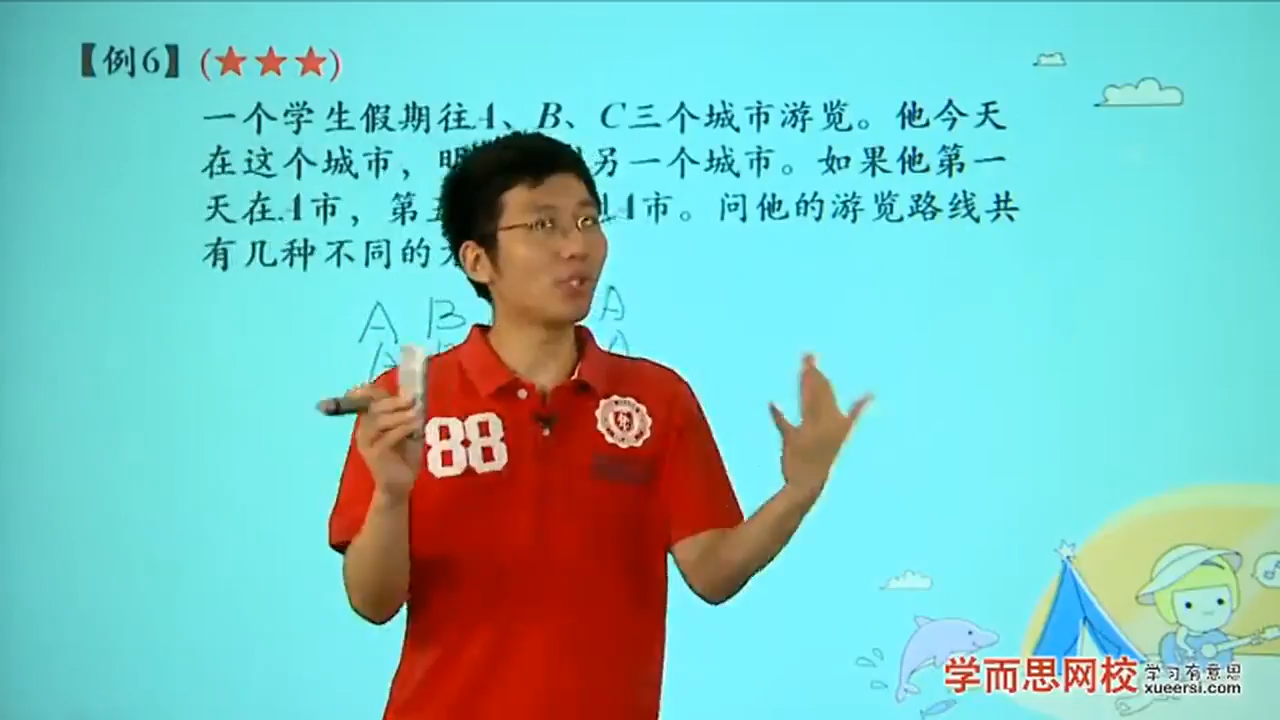 【例6】(★★★)
一个学生假期往A、B、C三个城市游览。他今天
在这个城市，明 另一个城市。如果他第一
天在A市，第五 A市。问他的游览路线共
有几种不同的
A B A
88
学而思网校 学习有意思
xueersi.com